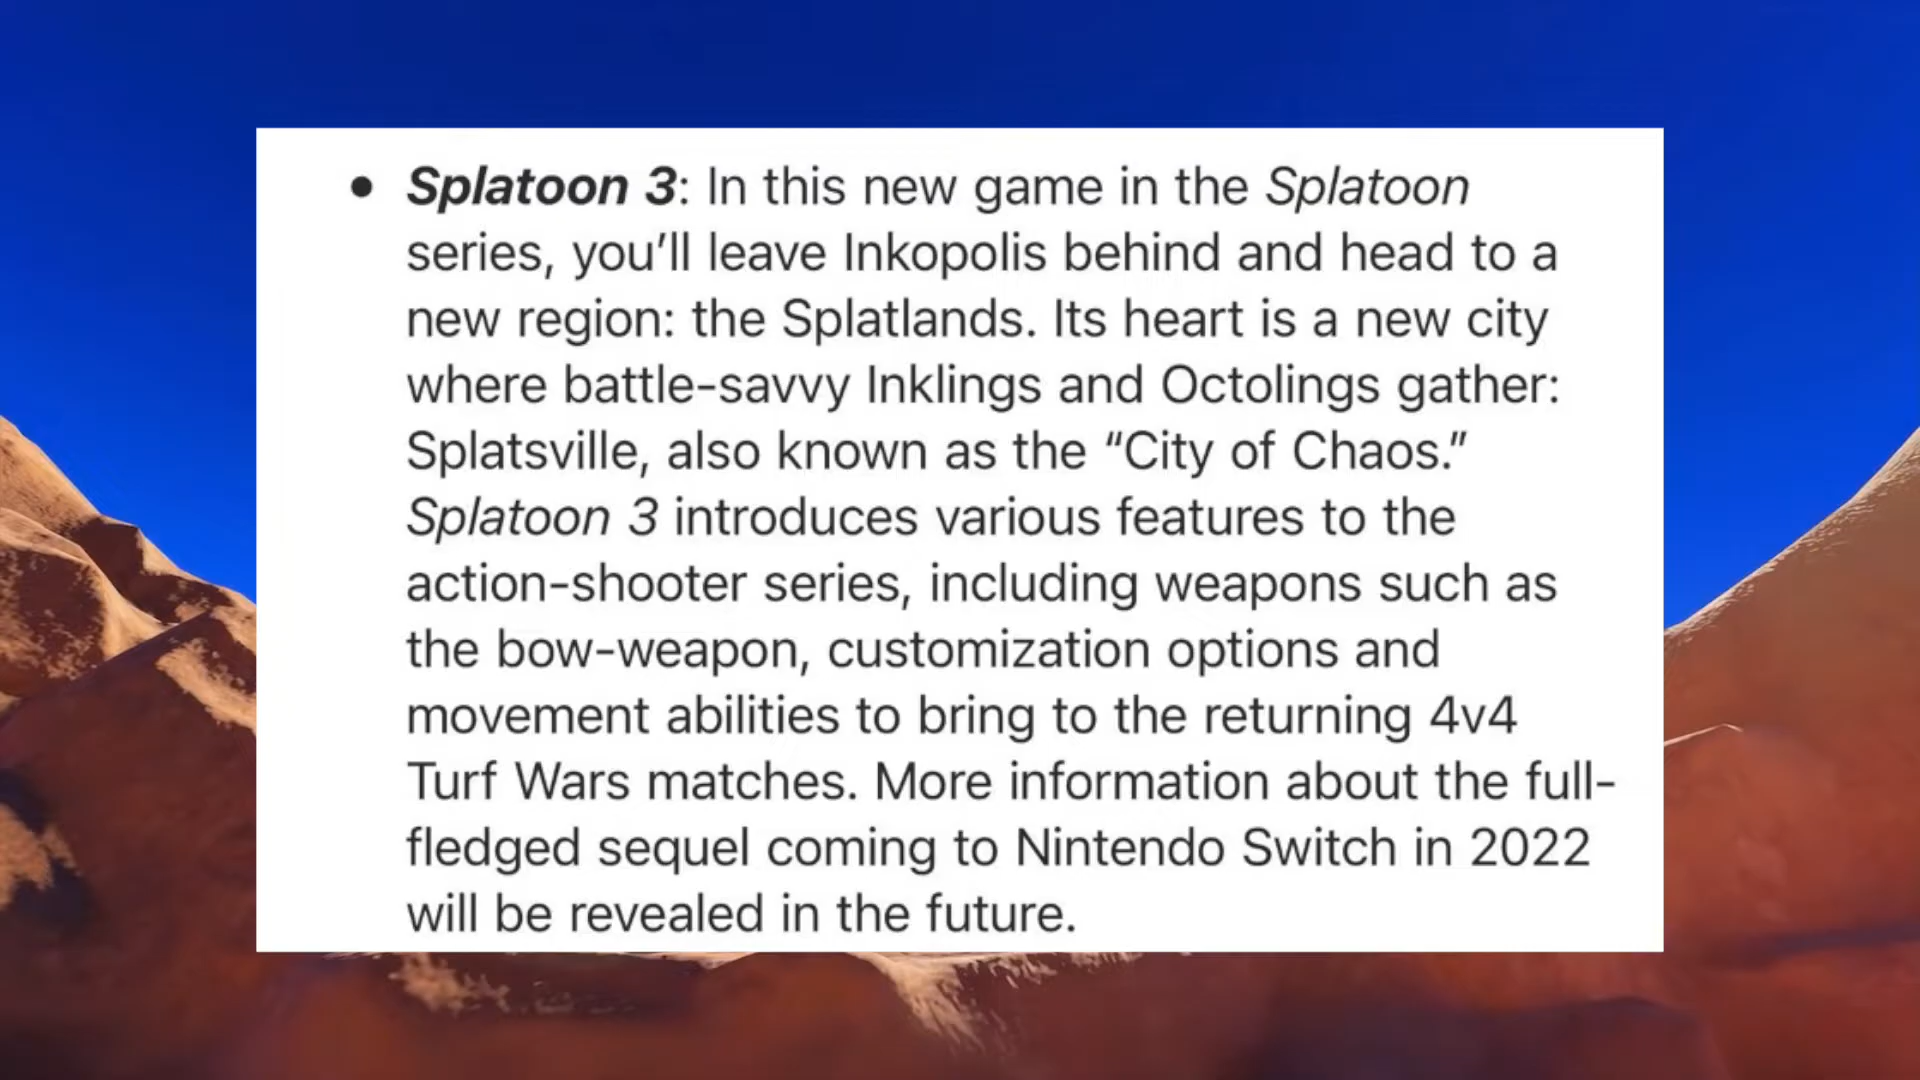 • Splatoon 3: In this new game in the Splatoon
series, you’ll leave Inkopolis behind and head to a
new region: the Splatlands. Its heart is a new city
where battle-savvy Inklings and Octolings gather:
Splatsville, also known as the “City of Chaos.”
Splatoon 3 introduces various features to the
action-shooter series, including weapons such as
the bow-weapon, customization options and
movement abilities to bring to the returning 4v4
Turf Wars matches. More information about the full-
fledged sequel coming to Nintendo Switch in 2022
will be revealed in the future.